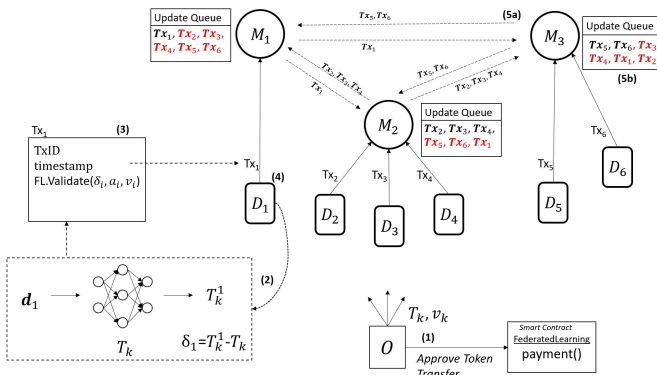 Update Queue
Tx₁, Tx₂, Tx₃,
Tx₄, Tx₅, Tx₆
M₁
Tx₅, Tx₆
(5a)
Tx₁
M₃
Update Queue
Tx₅, Tx₆, Tx₃
Tx₄, Tx₁, Tx₂
(5b)
Tx₂, Tx₃, Tx₄
Tx₁
Tx₅, Tx₆
Tx₂, Tx₃, Tx₄
M₂
Update Queue
Tx₂, Tx₃, Tx₄,
Tx₅, Tx₆, Tx₁
Tx₁
(3)
TxID
timestamp
FL.Validate(δᵢ, aᵢ, vᵢ)
Tx₁
(4)
D₁
Tx₂
Tx₃
Tx₄
D₂
D₃
D₄
Tx₅
Tx₆
D₅
D₆
(2)
d₁
T¹ₖ
Tₖ
δ₁=T¹ₖ-Tₖ
Tₖ, vₖ
O
(1)
Approve Token
Transfer
Smart Contract
FederatedLearning
payment()